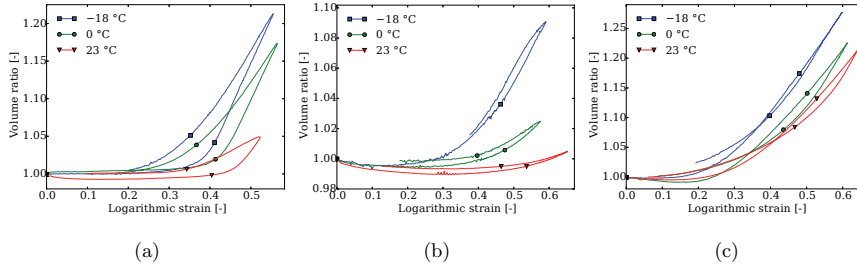 Volume ratio [-]
1.20
1.15
1.10
1.05
1.00
0.0 0.1 0.2 0.3 0.4 0.5
Logarithmic strain [-]
−18 °C
0 °C
23 °C
(a)
Volume ratio [-]
1.10
1.08
1.06
1.04
1.02
1.00
0.98
0.0 0.1 0.2 0.3 0.4 0.5 0.6
Logarithmic strain [-]
−18 °C
0 °C
23 °C
(b)
Volume ratio [-]
1.25
1.20
1.15
1.10
1.05
1.00
0.0 0.1 0.2 0.3 0.4 0.5 0.6
Logarithmic strain [-]
−18 °C
0 °C
23 °C
(c)